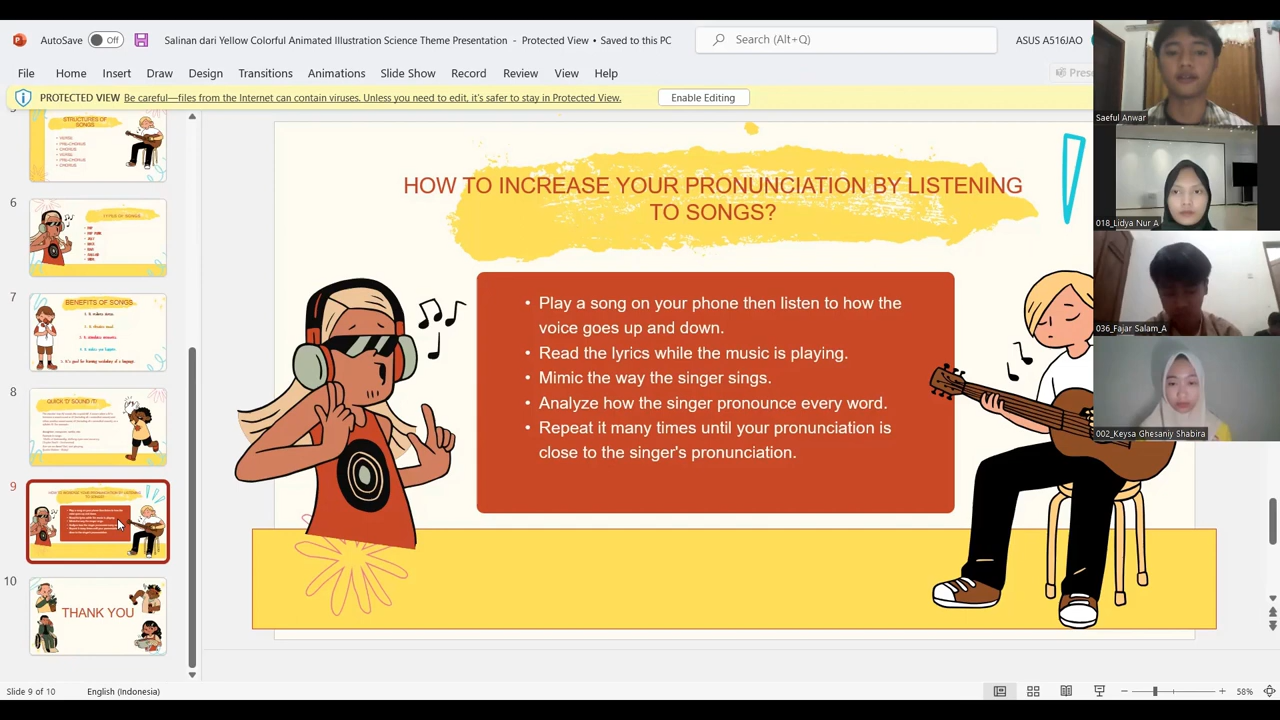 AutoSave Off Salinan dari Yellow Colorful Animated Illustration Science Theme Presentation - Protected View • Saved to this PC Search (Alt+Q) ASUS A516JAO
File Home Insert Draw Design Transitions Animations Slide Show Record Review View Help
PROTECTED VIEW Be careful—files from the Internet can contain viruses. Unless you need to edit, it's safer to stay in Protected View. Enable Editing
STRUCTURES OF
SONGS
6
TYPES OF SONGS
7
BENEFITS OF SONGS
8
9
10
THANK YOU
HOW TO INCREASE YOUR PRONUNCIATION BY LISTENING
TO SONGS?
• Play a song on your phone then listen to how the
voice goes up and down.
• Read the lyrics while the music is playing.
• Mimic the way the singer sings.
• Analyze how the singer pronounce every word.
• Repeat it many times until your pronunciation is
close to the singer's pronunciation.
Saeful Anwar
018_Lidya Nur A
036_Fajar Salam_A
002_Keysa Ghesaniy Shabira
Slide 9 of 10 English (Indonesia) 58%